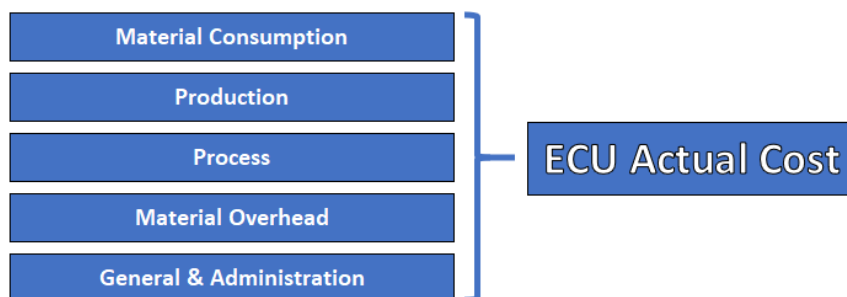 Material Consumption
Production
Process
Material Overhead
General & Administration
ECU Actual Cost